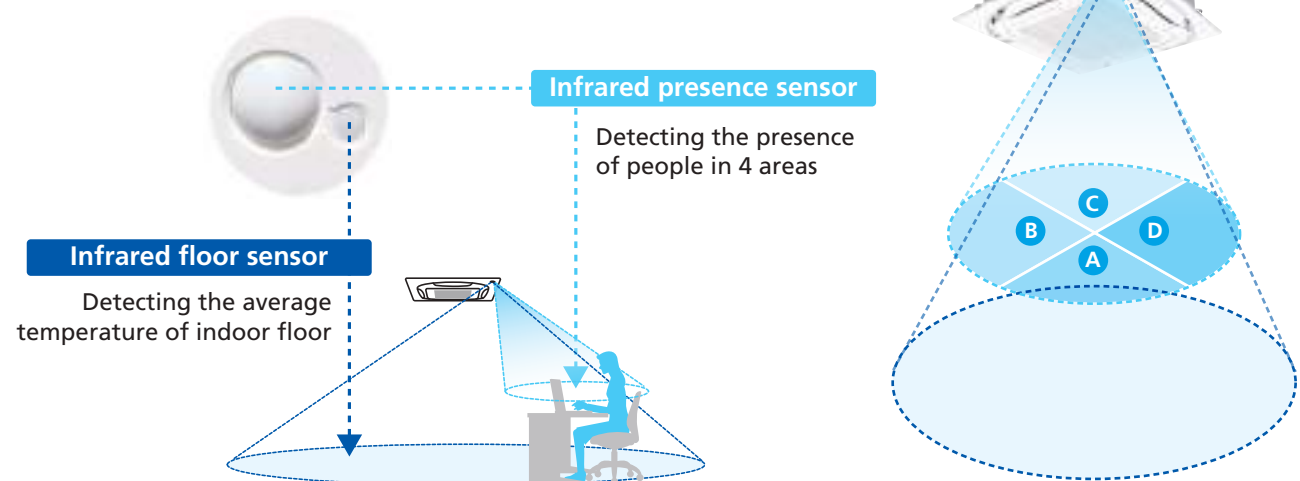 Infrared presence sensor
Detecting the presence
of people in 4 areas
Infrared floor sensor
Detecting the average
temperature of indoor floor
C
B
D
A